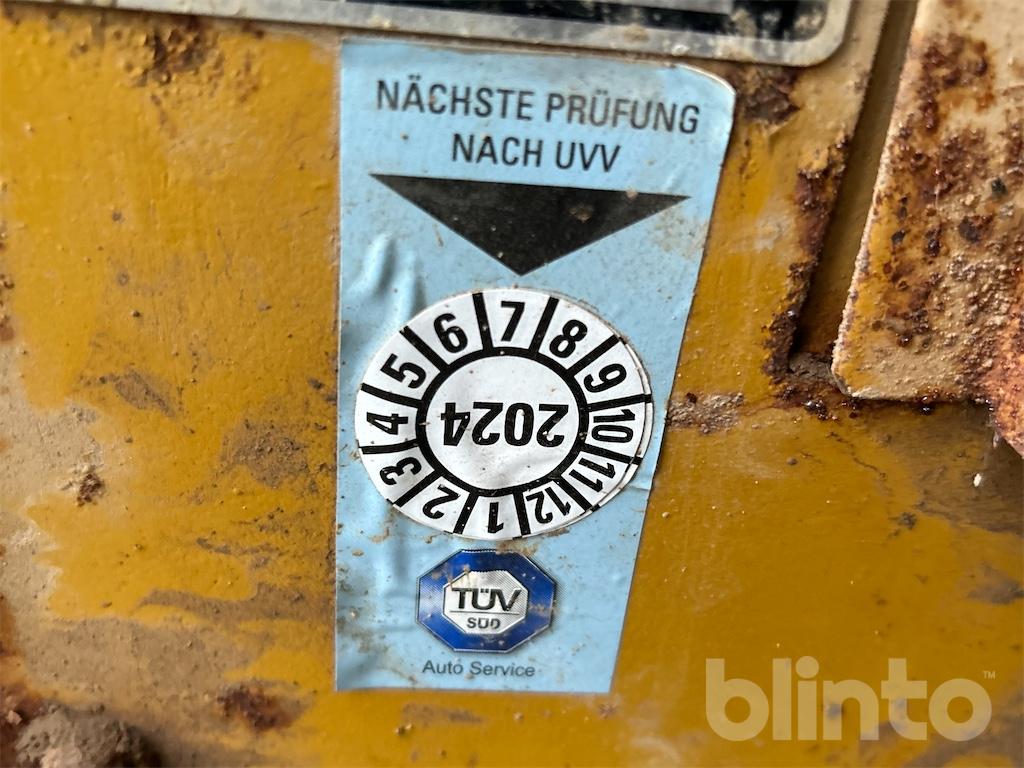 NÄCHSTE PRÜFUNG
NACH UVV
1 2 3 4 5 6 7 8 9 10 11 12
2024
TÜV
SÜD
Auto Service
blinto™